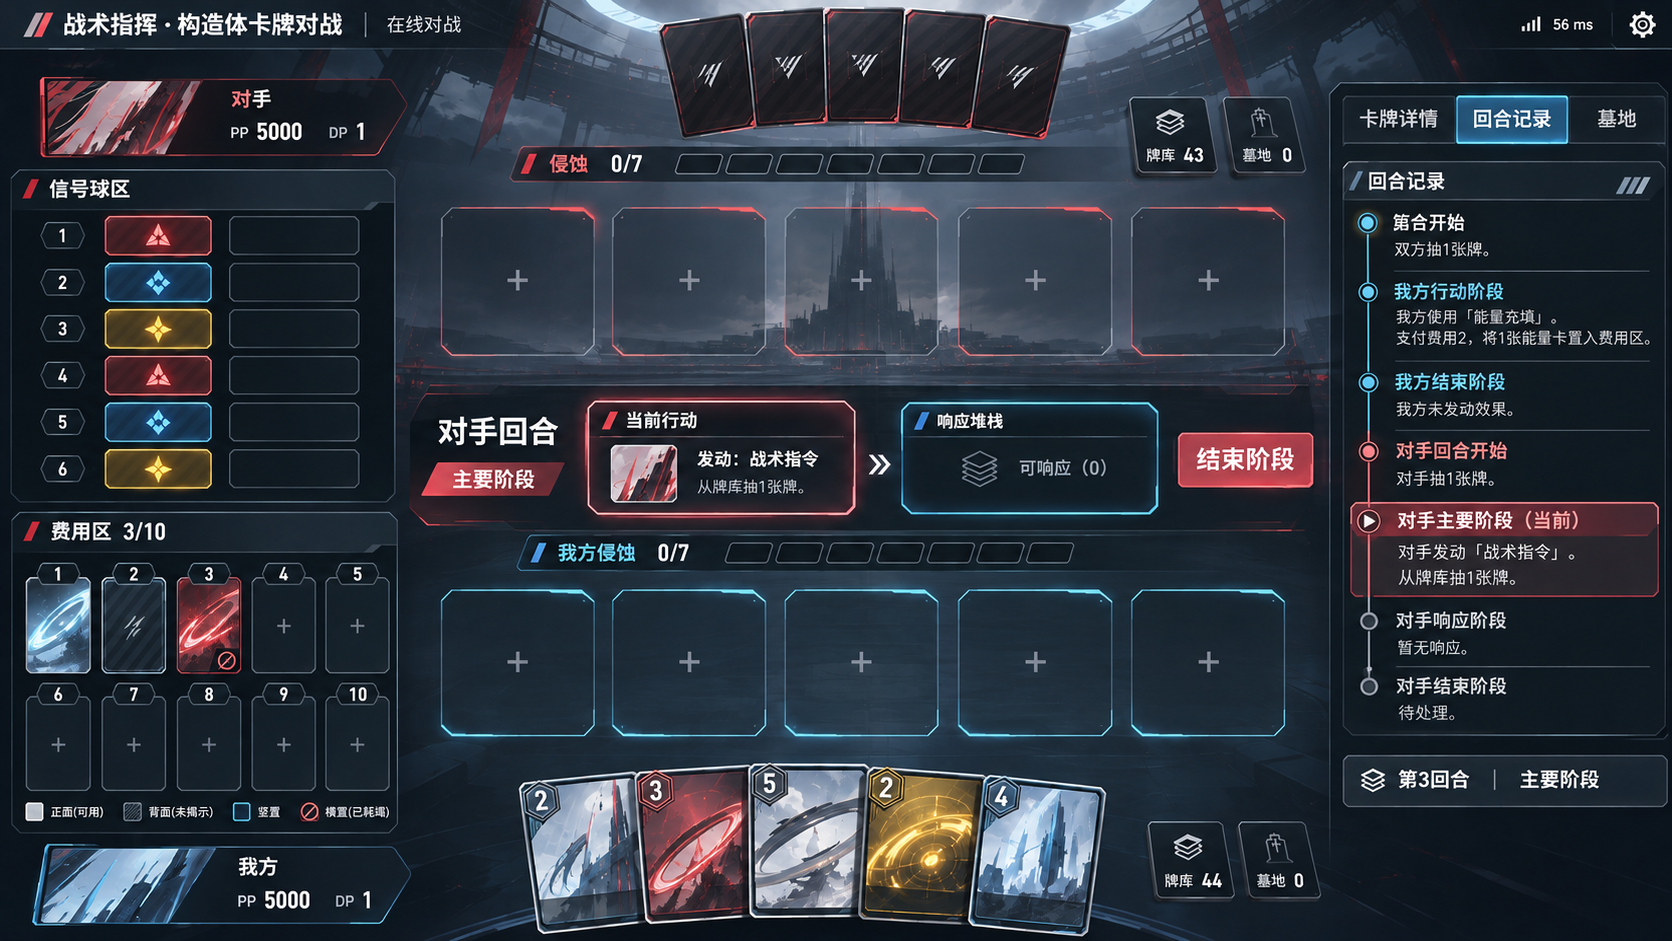 战术指挥·构造体卡牌对战
在线对战
56 ms
对手
PP 5000 DP 1
牌库 43
墓地 0
侵蚀 0/7
卡牌详情
回合记录
墓地
信号球区
1
2
3
4
5
6
回合记录
第合开始
双方抽1张牌。
我方行动阶段
我方使用「能量充填」。
支付费用2，将1张能量卡置入费用区。
我方结束阶段
我方未发动效果。
对手回合开始
对手抽1张牌。
对手主要阶段（当前）
对手发动「战术指令」。
从牌库抽1张牌。
对手响应阶段
暂无响应。
对手结束阶段
待处理。
对手回合
主要阶段
当前行动
发动：战术指令
从牌库抽1张牌。
响应堆栈
可响应（0）
结束阶段
费用区 3/10
1 2 3 4 5
6 7 8 9 10
正面(可用) 背面(未揭示) 竖置
我方侵蚀 0/7
第3回合
主要阶段
2 3 5 2 4
我方
PP 5000 DP 1
牌库 44
墓地 0